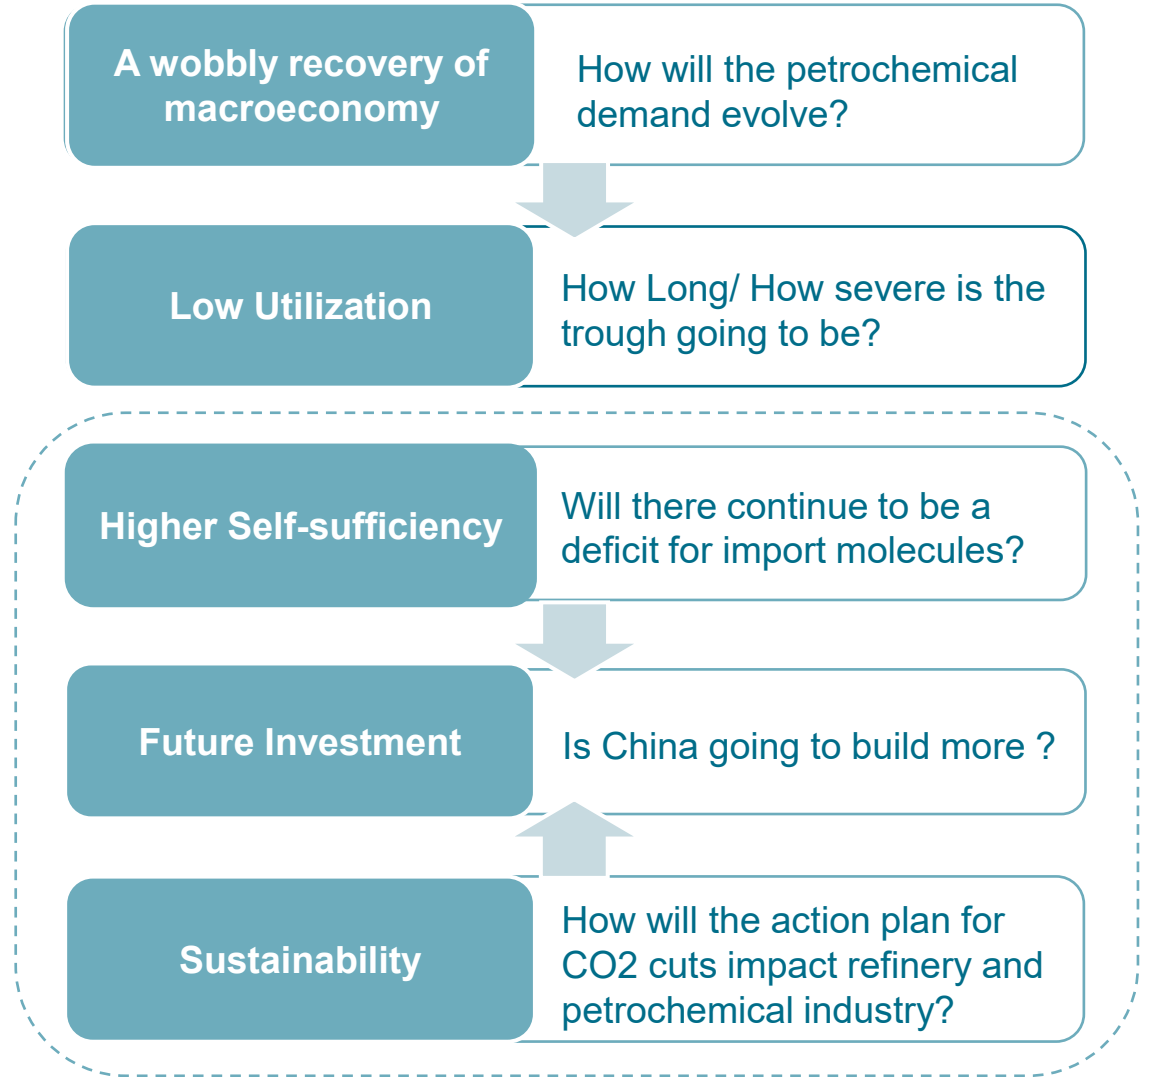 A wobbly recovery of
macroeconomy
How will the petrochemical
demand evolve?
Low Utilization
How Long/ How severe is the
trough going to be?
Higher Self-sufficiency
Will there continue to be a
deficit for import molecules?
Future Investment
Is China going to build more ?
Sustainability
How will the action plan for
CO2 cuts impact refinery and
petrochemical industry?